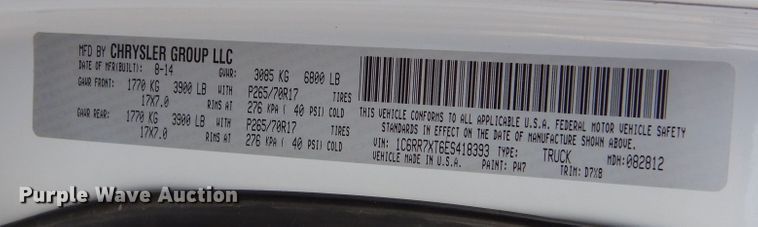 MFD BY CHRYSLER GROUP LLC
DATE OF MFR(BUILT): 8-14 GVWR: 3085 KG 6800 LB
GAWR FRONT: 1770 KG 3900 LB WITH P265/70R17 TIRES
17X7.0 RIMS AT 276 KPA ( 40 PSI) COLD
GAWR REAR: 1770 KG 3900 LB WITH P265/70R17 TIRES
17X7.0 RIMS AT 276 KPA ( 40 PSI) COLD
THIS VEHICLE CONFORMS TO ALL APPLICABLE U.S.A. FEDERAL MOTOR VEHICLE SAFETY
STANDARDS IN EFFECT ON THE DATE OF MANUFACTURE SHOWN ABOVE.
VIN: 1C6RR7XT6ES418393 TYPE: TRUCK MDH:082812
VEHICLE MADE IN U.S.A. PAINT: PW7 TRIM: D7X8
Purple Wave Auction